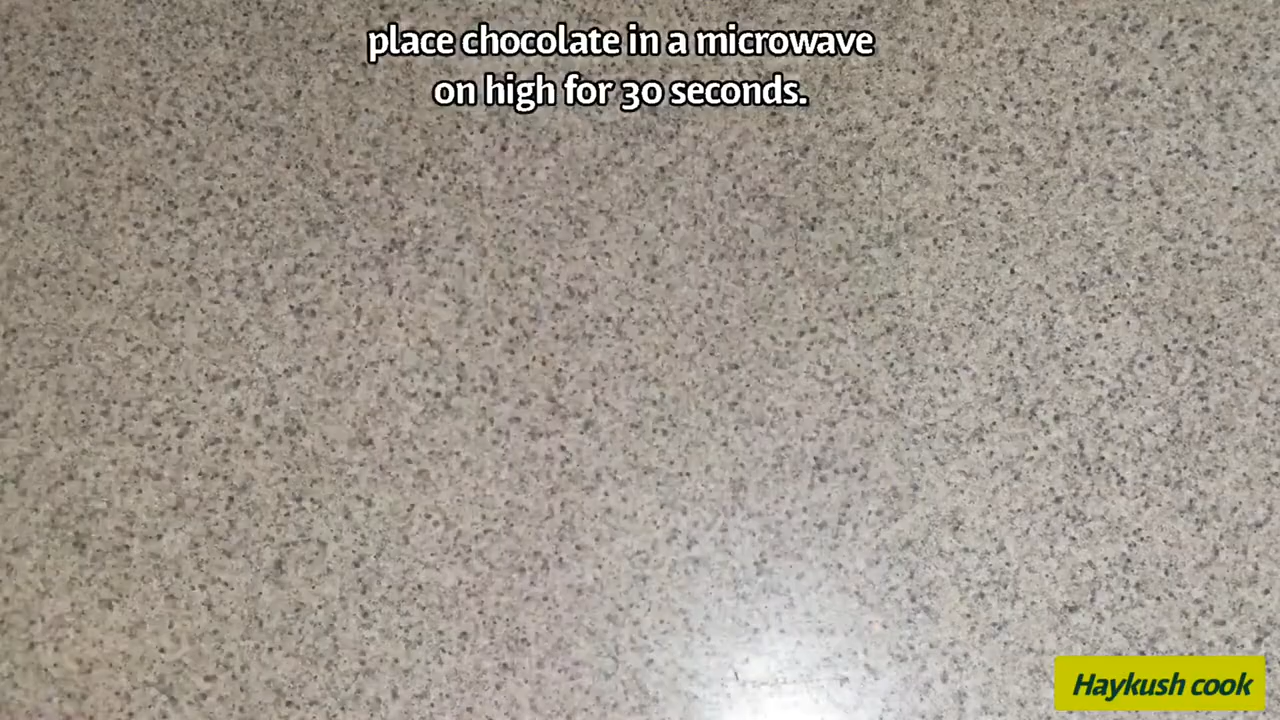 place chocolate in a microwave
on high for 30 seconds.
Haykush cook